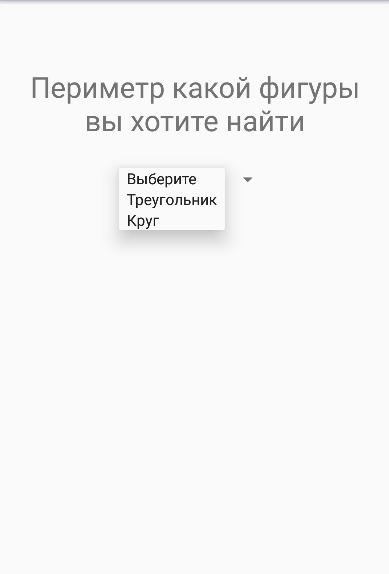 Периметр какой фигуры
вы хотите найти
Выберите
Треугольник
Круг